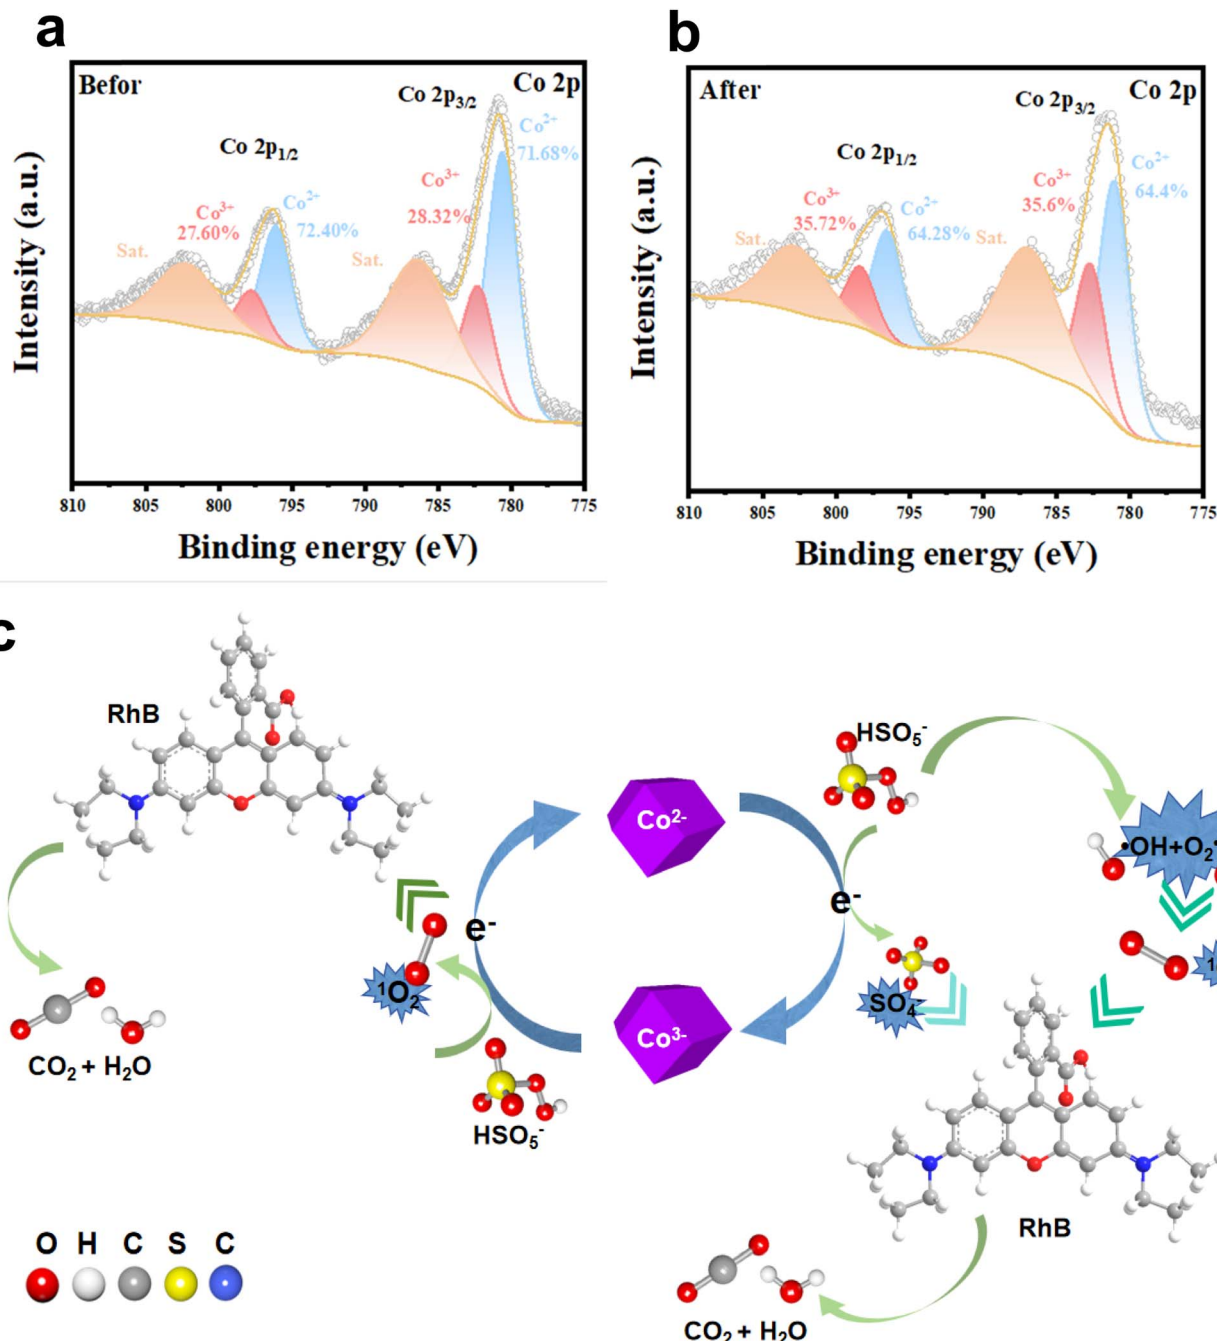 a
Befor
Co 2p
Co 2p3/2
Co 2p1/2
Co2+
71.68%
Co3+
28.32%
Co3+
27.60%
Co2+
72.40%
Sat.
Sat.
Intensity (a.u.)
810 805 800 795 790 785 780 775
Binding energy (eV)
b
After
Co 2p
Co 2p3/2
Co 2p1/2
Co2+
64.4%
Co3+
35.6%
Co3+
35.72%
Co2+
64.28%
Sat.
Sat.
Intensity (a.u.)
810 805 800 795 790 785 780 775
Binding energy (eV)
c
RhB
HSO5-
Co2-
•OH+O2•
e-
e-
1O2
SO4-
Co3-
CO2 + H2O
HSO5-
RhB
O H C S C
CO2 + H2O